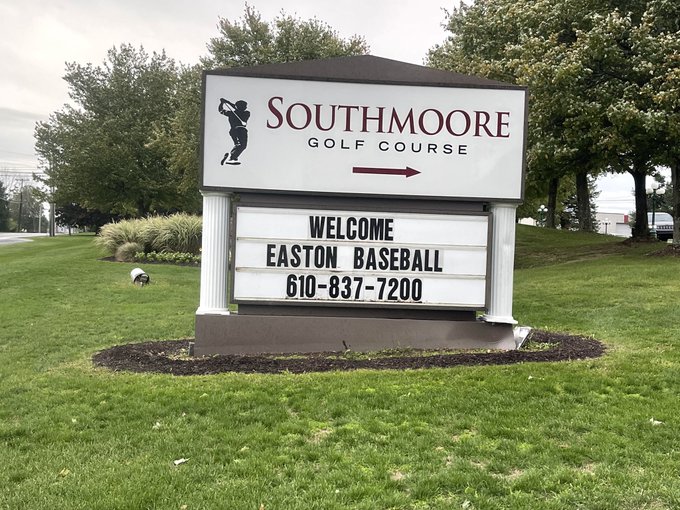 SOUTHMOORE
GOLF COURSE
WELCOME
EASTON BASEBALL
610-837-7200